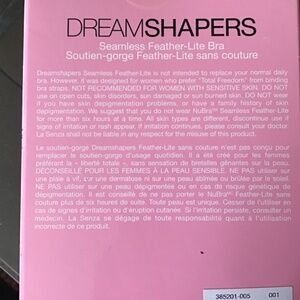 DREAMSHAPERS
Seamless Feather-Lite Bra
Soutien-gorge Feather-Lite sans couture
Dreamshapers Seamless Feather-Lite is not intended to replace your normal daily
bra. However, it was designed for women who prefer "Total Freedom" from binding
bra straps. NOT RECOMMENDED FOR WOMEN WITH SENSITIVE SKIN. DO NOT
use on open cuts, skin disorders, sun damaged or sun burned skin. DO NOT wear
if you have skin depigmentation problems, or have a family history of skin
depigmentation. We suggest that you do not wear NuBra™ Seamless Feather-Lite
for more than six hours at a time. All skin types are different, discontinue use if
signs of irritation or rash appear. If irritation continues, please consult your doctor.
La Senza shall not be liable in any respect for the misuse of this product.
Le soutien-gorge Dreamshapers Feather-Lite sans couture n'est pas conçu pour
remplacer le soutien-gorge d'usage quotidien. Il a été créé pour les femmes
préférant la « liberté totale », sans sensation de bretelles gênantes sur la peau.
DÉCONSEILLÉ POUR LES FEMMES À LA PEAU SENSIBLE. NE PAS utiliser sur
une plaie à vif, sur une dermatose ni sur une peau abîmée ou brûlée par le soleil.
NE PAS utiliser sur une peau dépigmentée ou en cas de risque génétique de
dépigmentation. Il est conseillé de ne pas porter le NuBra™ Feather-Lite sans
couture plus de six heures de suite. Toute peau est unique. Cesser de l'utiliser en
cas de signes d'irritation ou d'éruption cutanée. Si l'irritation persiste, consulter un
médecin. La Senza se dégage de toute responsabilité quant à l'utilisation
incorrecte de ce produit.
385201-005 001